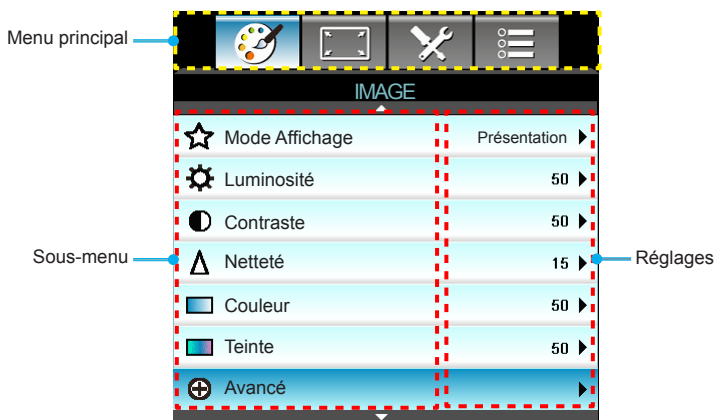 Menu principal
IMAGE
Mode Affichage Présentation
Luminosité 50
Contraste 50
Sous-menu Netteté 15 Réglages
Couleur 50
Teinte 50
Avancé